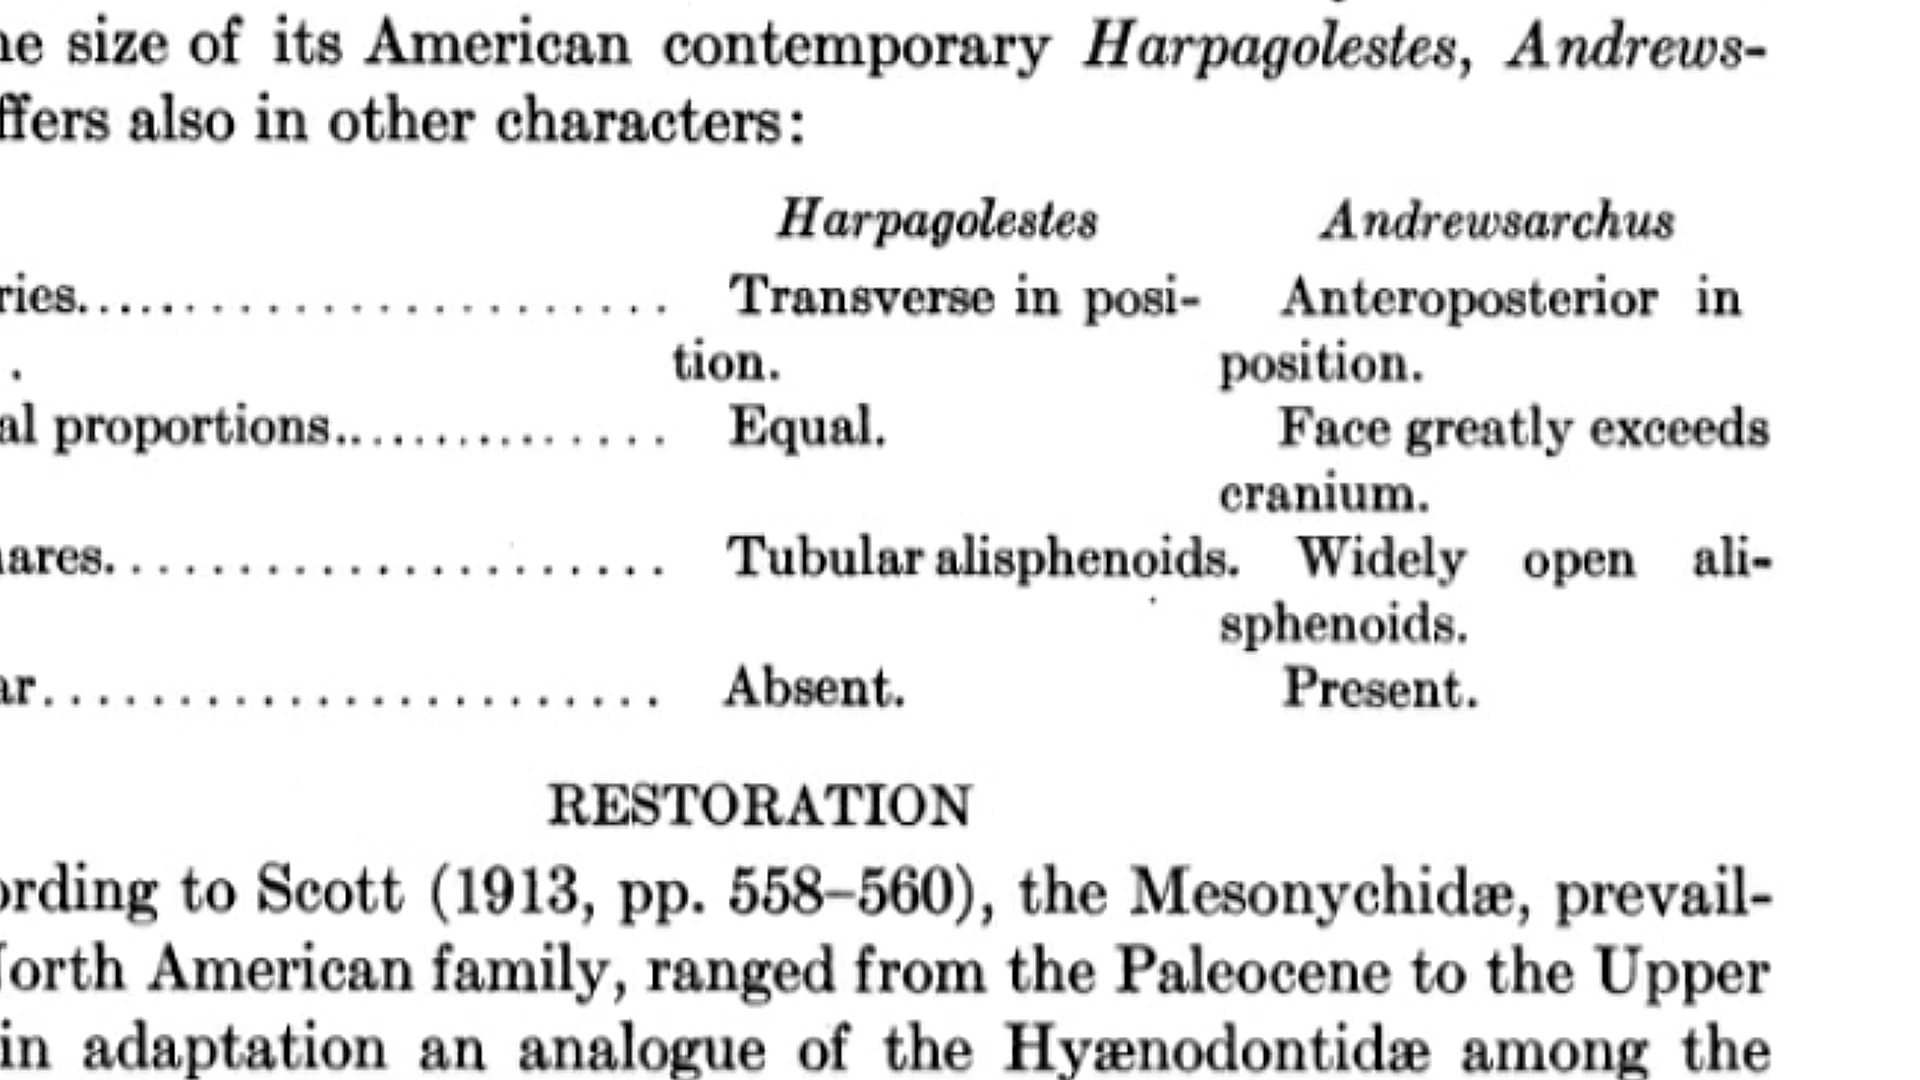 he size of its American contemporary Harpagolestes, Andrews-
ffers also in other characters:
Harpagolestes Andrewsarchus
ries........................ Transverse in posi- Anteroposterior in
. tion. position.
al proportions............... Equal. Face greatly exceeds
cranium.
nares...................... Tubular alisphenoids. Widely open ali-
sphenoids.
ar........................ Absent. Present.
RESTORATION
ording to Scott (1913, pp. 558–560), the Mesonychidæ, prevail-
North American family, ranged from the Paleocene to the Upper
in adaptation an analogue of the Hyænodontidæ among the